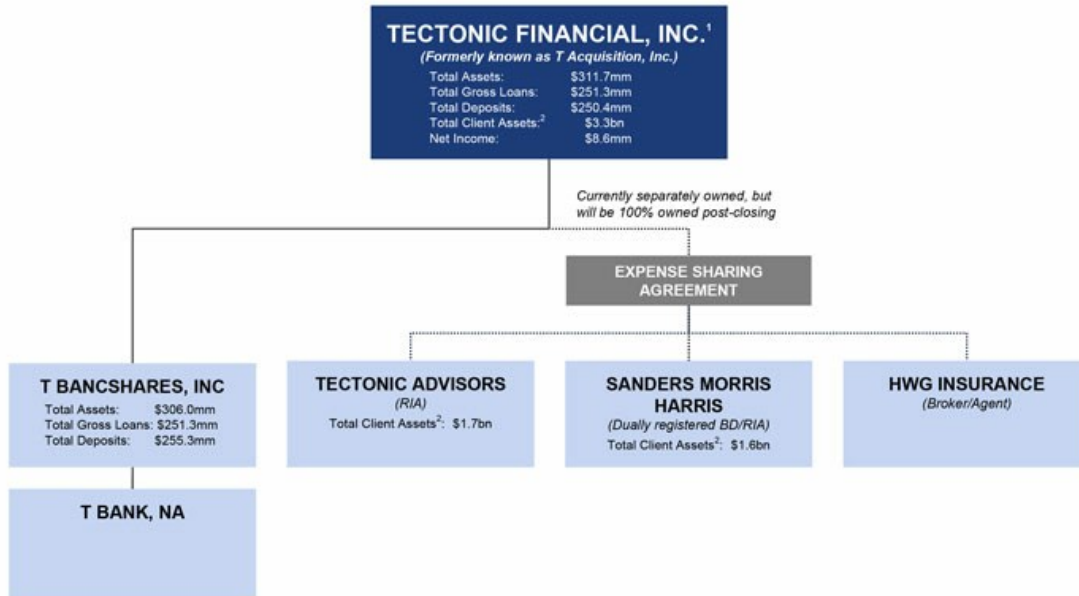 TECTONIC FINANCIAL, INC.¹
(Formerly known as T Acquisition, Inc.)
Total Assets: $311.7mm
Total Gross Loans: $251.3mm
Total Deposits: $250.4mm
Total Client Assets:² $3.3bn
Net Income: $8.6mm
Currently separately owned, but
will be 100% owned post-closing
EXPENSE SHARING
AGREEMENT
T BANCSHARES, INC
Total Assets: $306.0mm
Total Gross Loans: $251.3mm
Total Deposits: $255.3mm
TECTONIC ADVISORS
(RIA)
Total Client Assets²: $1.7bn
SANDERS MORRIS
HARRIS
(Dually registered BD/RIA)
Total Client Assets²: $1.6bn
HWG INSURANCE
(Broker/Agent)
T BANK, NA